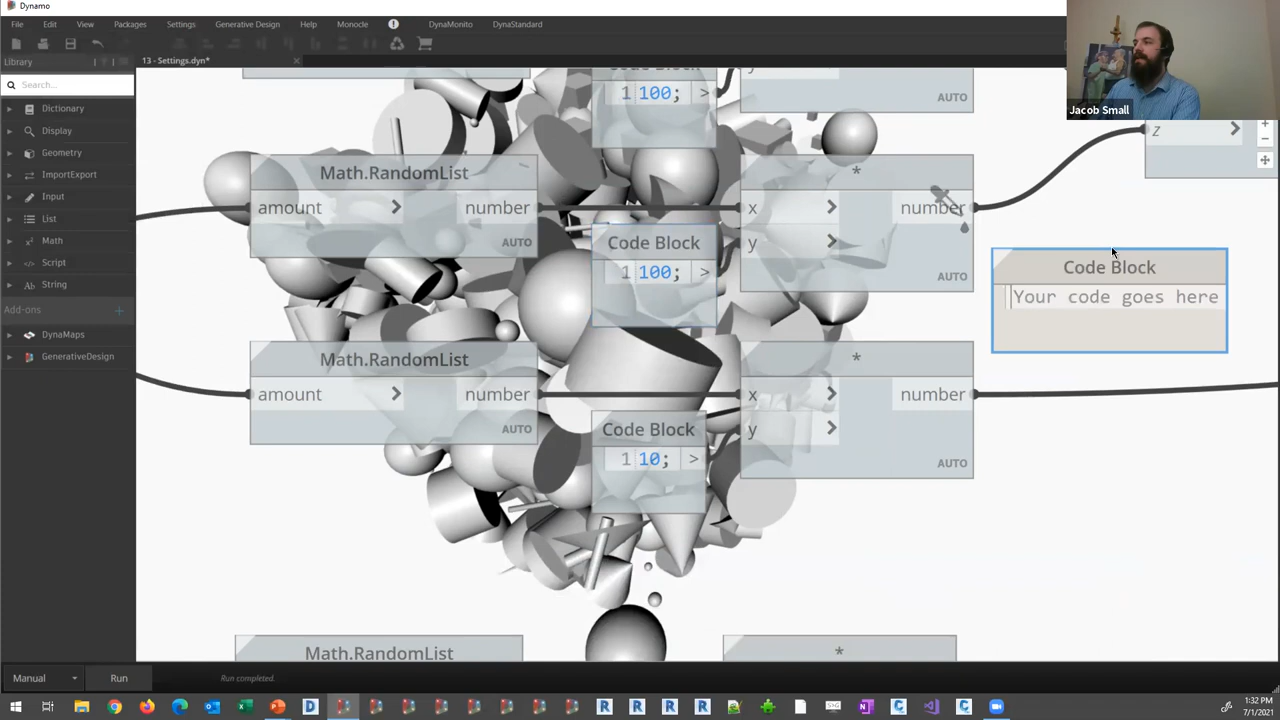 Dynamo
File Edit View Packages Settings Generative Design Help Monocle DynaMonito DynaStandard
Library
13 - Settings.dyn*
Search...
Dictionary
Display
Geometry
ImportExport
Input
List
Math
Script
String
Add-ons
DynaMaps
GenerativeDesign
Code Block
1 100; >
y
AUTO
Jacob Small
z >
Math.RandomList
amount > number
AUTO
*
x > number
y >
AUTO
Code Block
1 100; >
Code Block
Your code goes here
Math.RandomList
amount > number
AUTO
*
x > number
y >
AUTO
Code Block
1 10; >
Math.RandomList
*
Manual Run Run completed.
1:32 PM
7/1/2021